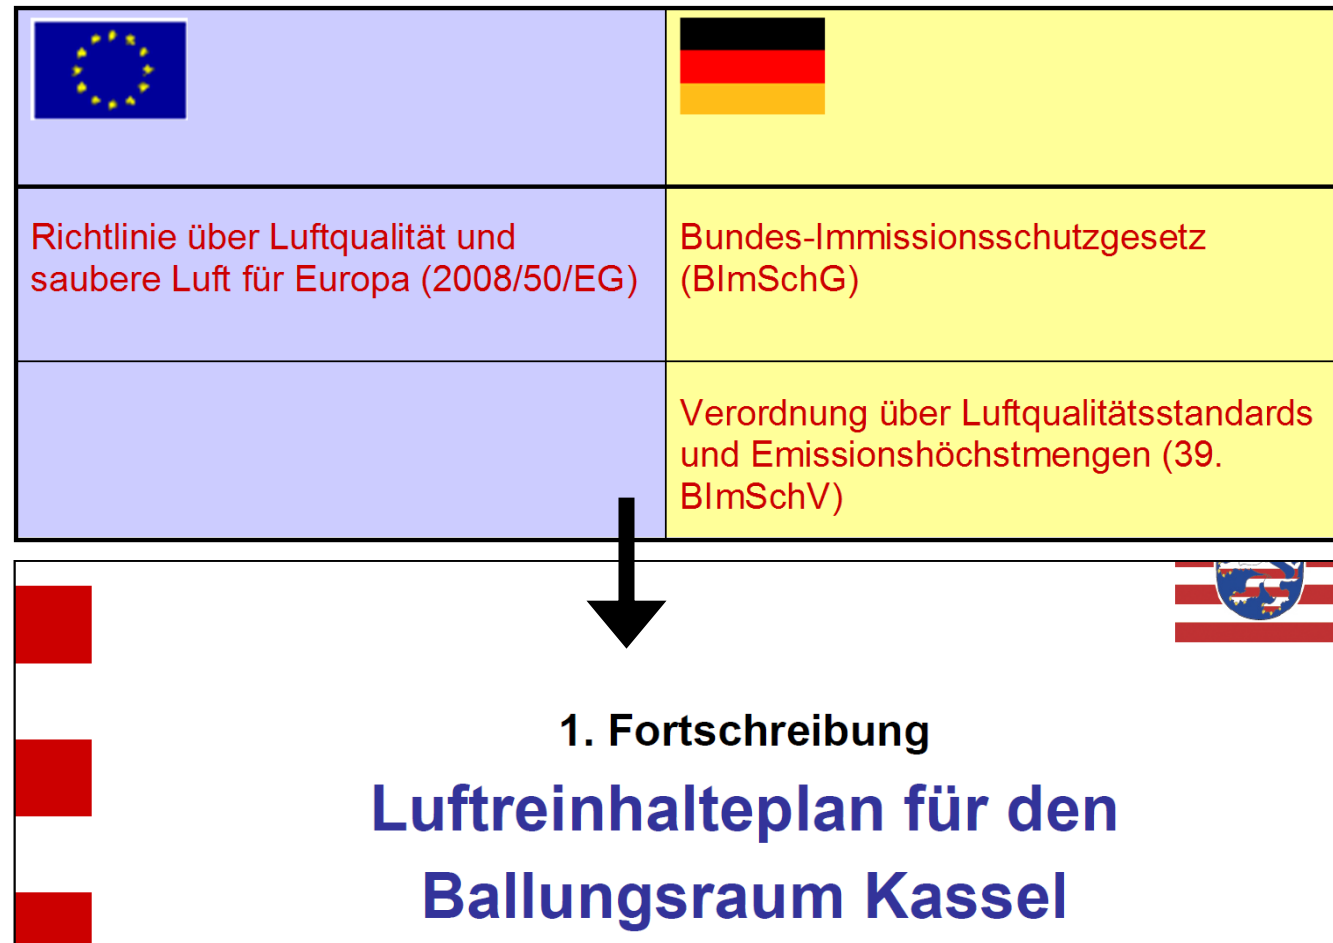 Richtlinie über Luftqualität und
saubere Luft für Europa (2008/50/EG)
Bundes-Immissionsschutzgesetz
(BImSchG)
Verordnung über Luftqualitätsstandards
und Emissionshöchstmengen (39.
BImSchV)
1. Fortschreibung
Luftreinhalteplan für den
Ballungsraum Kassel